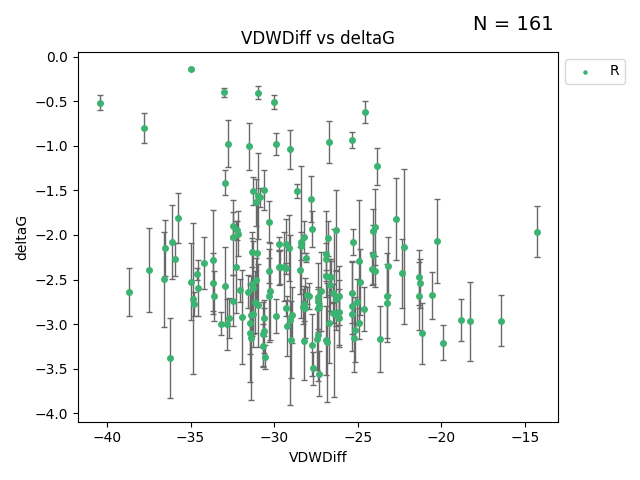 N = 161
VDWDiff vs deltaG
R
0.0
−0.5
−1.0
−1.5
−2.0
−2.5
−3.0
−3.5
−4.0
deltaG
−40 −35 −30 −25 −20 −15
VDWDiff